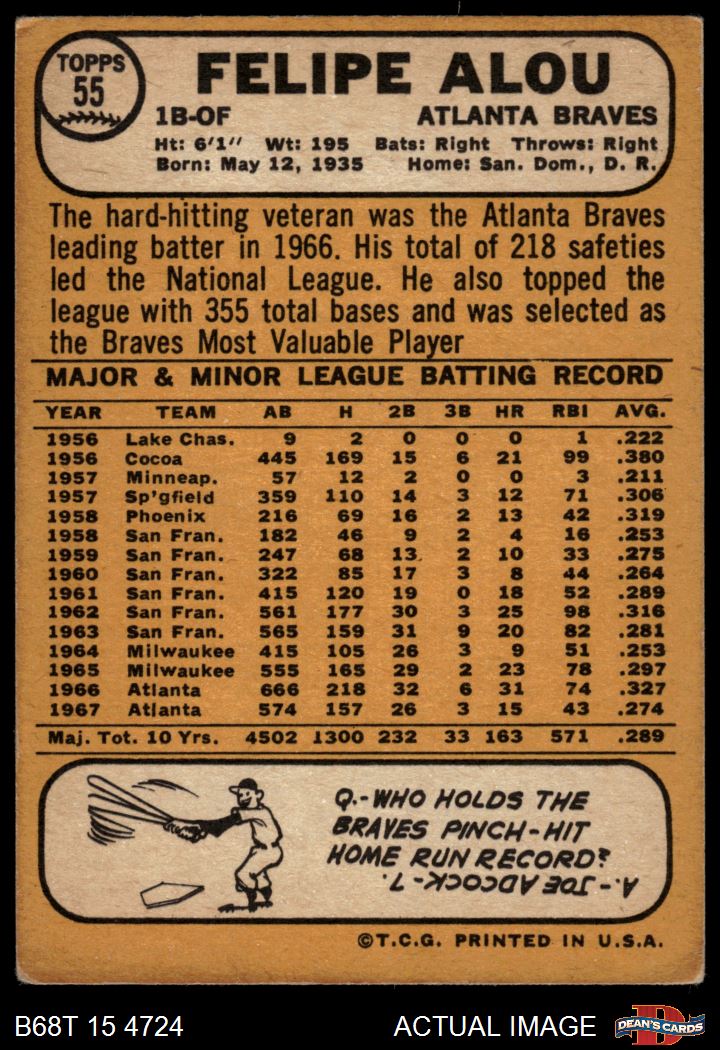 TOPPS
55
FELIPE ALOU
1B-OF ATLANTA BRAVES
Ht: 6'1" Wt: 195 Bats: Right Throws: Right
Born: May 12, 1935 Home: San. Dom., D. R.
The hard-hitting veteran was the Atlanta Braves
leading batter in 1966. His total of 218 safeties
led the National League. He also topped the
league with 355 total bases and was selected as
the Braves Most Valuable Player
MAJOR & MINOR LEAGUE BATTING RECORD
YEAR TEAM AB H 2B 3B HR RBI AVG.
1956 Lake Chas. 9 2 0 0 0 1 .222
1956 Cocoa 445 169 15 6 21 99 .380
1957 Minneap. 57 12 2 0 0 3 .211
1957 Sp'gfield 359 110 14 3 12 71 .306
1958 Phoenix 216 69 16 2 13 42 .319
1958 San Fran. 182 46 9 2 4 16 .253
1959 San Fran. 247 68 13 2 10 33 .275
1960 San Fran. 322 85 17 3 8 44 .264
1961 San Fran. 415 120 19 0 18 52 .289
1962 San Fran. 561 177 30 3 25 98 .316
1963 San Fran. 565 159 31 9 20 82 .281
1964 Milwaukee 415 105 26 3 9 51 .253
1965 Milwaukee 555 165 29 2 23 78 .297
1966 Atlanta 666 218 32 6 31 74 .327
1967 Atlanta 574 157 26 3 15 43 .274
Maj. Tot. 10 Yrs. 4502 1300 232 33 163 571 .289
Q.-WHO HOLDS THE
BRAVES PINCH-HIT
HOME RUN RECORD?
A.-JOE ADCOCK-7.
©T.C.G. PRINTED IN U.S.A.
B68T 15 4724 ACTUAL IMAGE
D
DEAN'S CARDS